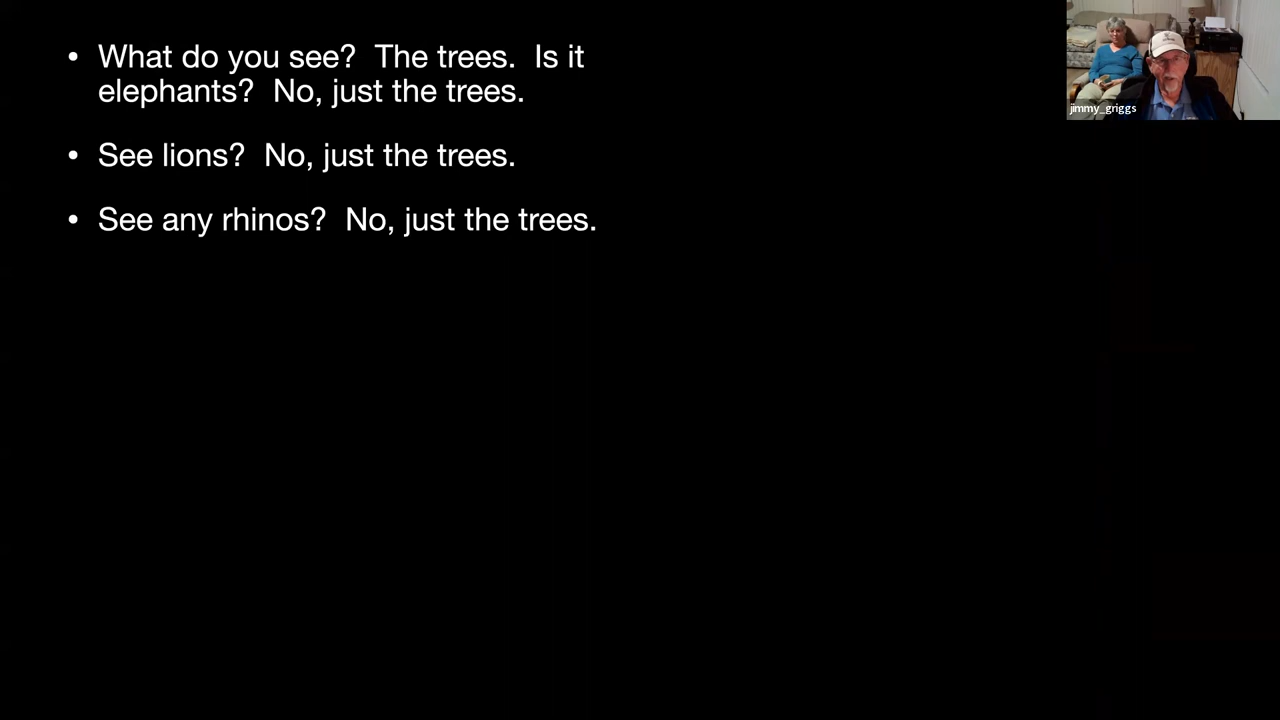 • What do you see?  The trees.  Is it
elephants?  No, just the trees.
• See lions?  No, just the trees.
• See any rhinos?  No, just the trees.
jimmy_griggs